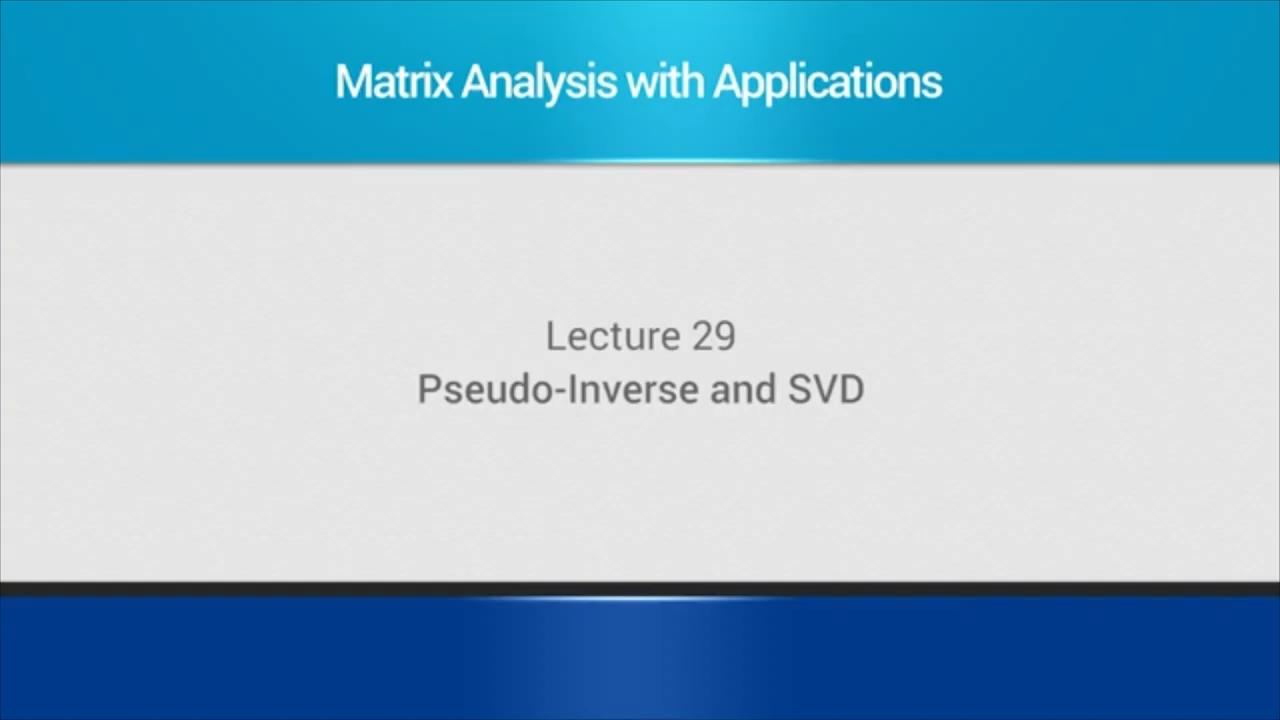 Matrix Analysis with Applications
Lecture 29
Pseudo-Inverse and SVD